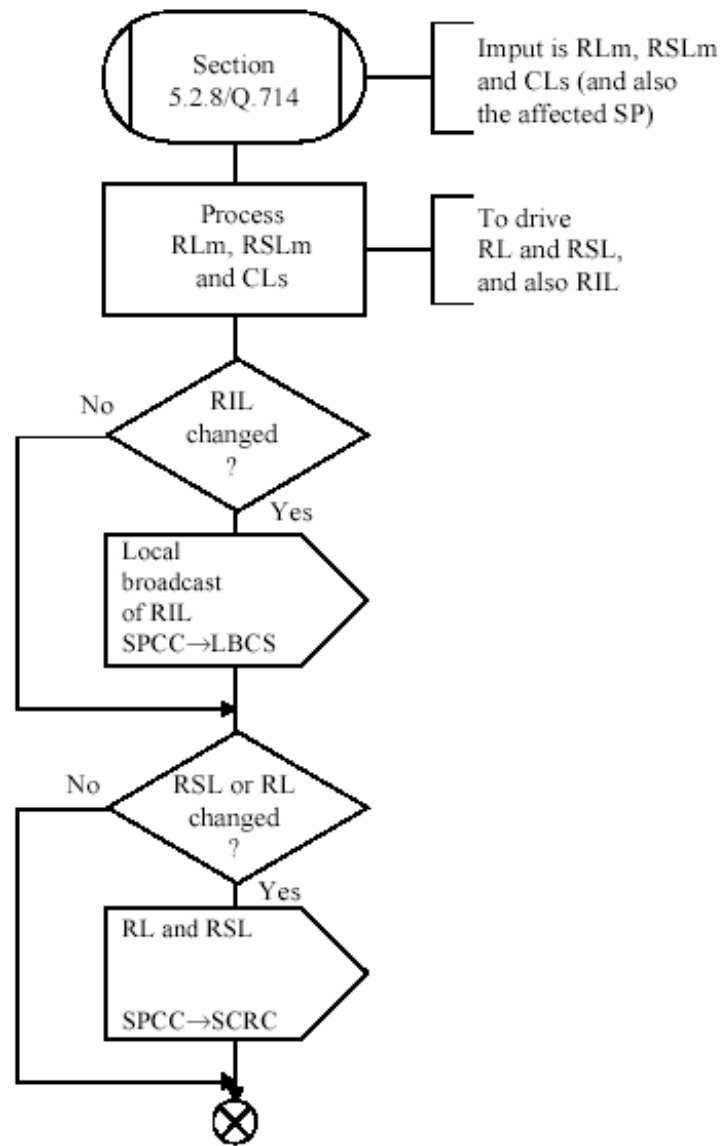 Section
5.2.8/Q.714
Imput is RLm, RSLm
and CLs (and also
the affected SP)
Process
RLm, RSLm
and CLs
To drive
RL and RSL,
and also RIL
No
RIL
changed
?
Yes
Local
broadcast
of RIL
SPCC→LBCS
No
RSL or RL
changed
?
Yes
RL and RSL
SPCC→SCRC